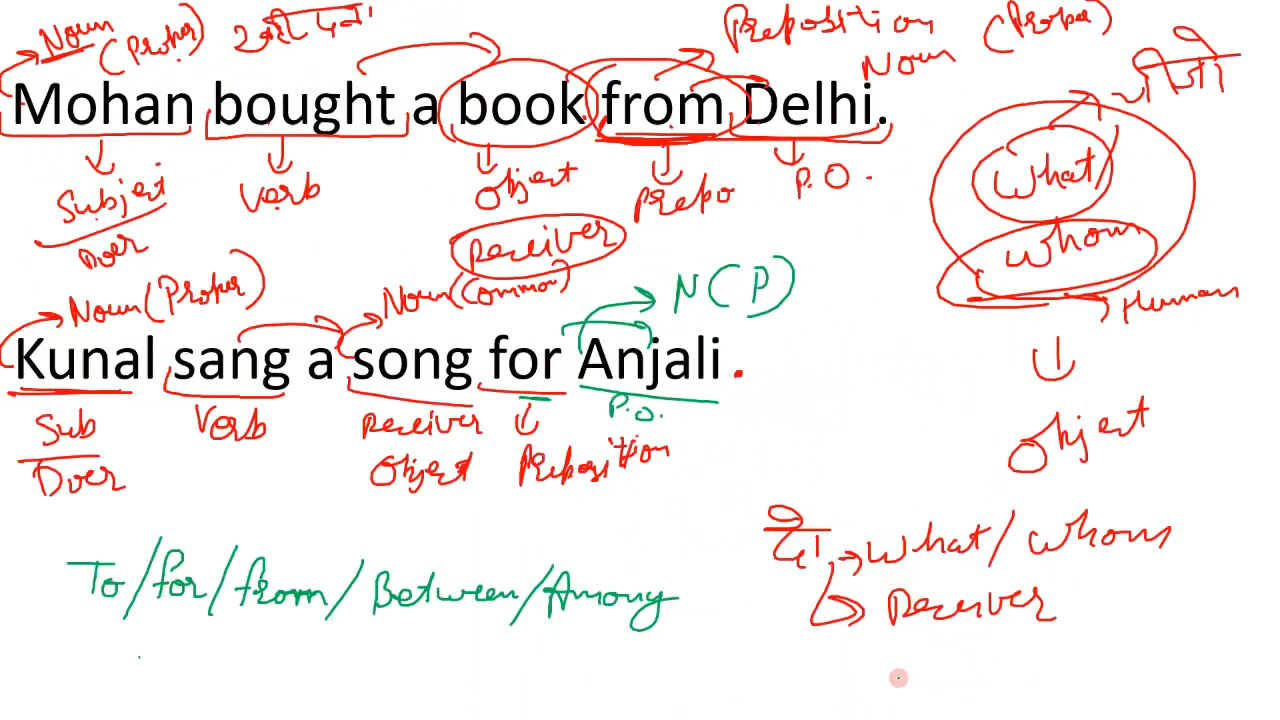 Noun (Proper)
Preposition
Noun (Proper)
Mohan bought a book from Delhi.
Subject Verb Object Prepo P.O.
Doer Receiver
What/
Whom
Human
Object
Noun (Proper) Noun (Common) N(P)
Kunal sang a song for Anjali.
Sub Verb Receiver Preposition P.O.
Doer Object
To/for/from/Between/Among
What/Whom
Receiver